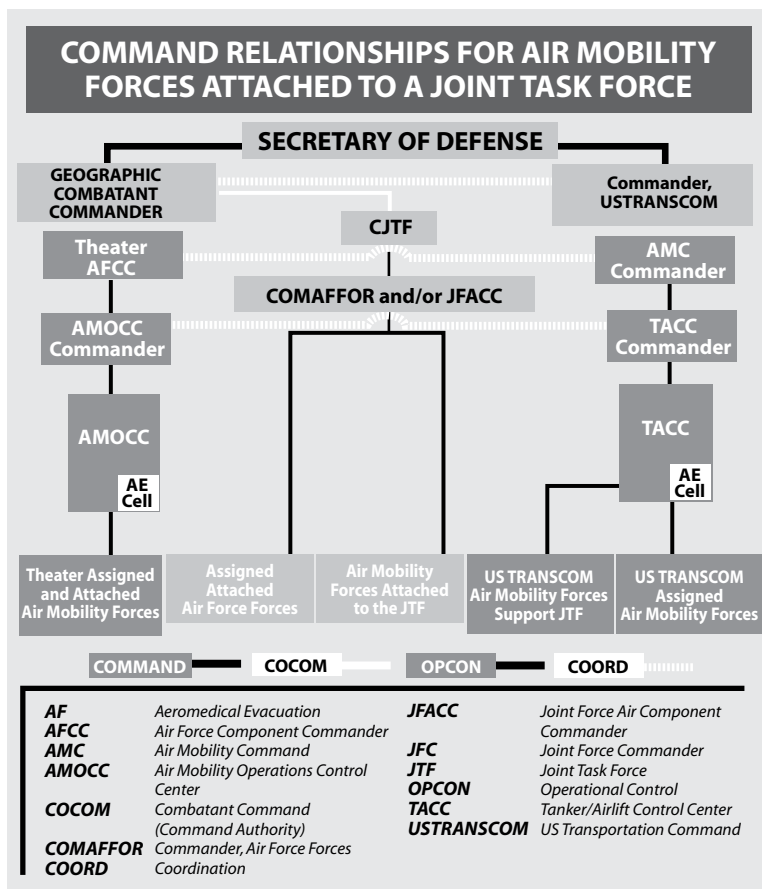 COMMAND RELATIONSHIPS FOR AIR MOBILITY
FORCES ATTACHED TO A JOINT TASK FORCE
SECRETARY OF DEFENSE
GEOGRAPHIC
COMBATANT
COMMANDER
Commander,
USTRANSCOM
CJTF
Theater
AFCC
AMC
Commander
COMAFFOR and/or JFACC
AMOCC
Commander
TACC
Commander
AMOCC
AE
Cell
TACC
AE
Cell
Theater Assigned
and Attached
Air Mobility Forces
Assigned
Attached
Air Force Forces
Air Mobility
Forces Attached
to the JTF
US TRANSCOM
Air Mobility Forces
Support JTF
US TRANSCOM
Assigned
Air Mobility Forces
COMMAND
COCOM
OPCON
COORD
AF Aeromedical Evacuation
AFCC Air Force Component Commander
AMC Air Mobility Command
AMOCC Air Mobility Operations Control
Center
COCOM Combatant Command
(Command Authority)
COMAFFOR Commander, Air Force Forces
COORD Coordination
JFACC Joint Force Air Component
Commander
JFC Joint Force Commander
JTF Joint Task Force
OPCON Operational Control
TACC Tanker/Airlift Control Center
USTRANSCOM US Transportation Command